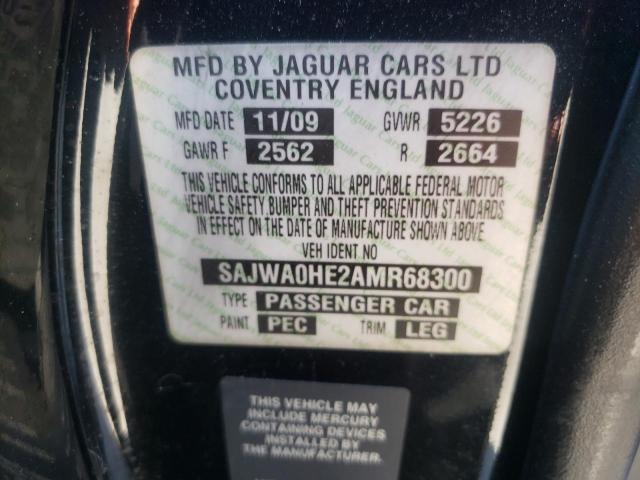 MFD BY JAGUAR CARS LTD
COVENTRY ENGLAND
MFD DATE 11/09 GVWR 5226
GAWR F 2562 R 2664
THIS VEHICLE CONFORMS TO ALL APPLICABLE FEDERAL MOTOR
VEHICLE SAFETY BUMPER AND THEFT PREVENTION STANDARDS
IN EFFECT ON THE DATE OF MANUFACTURE SHOWN ABOVE
VEH IDENT NO
SAJWA0HE2AMR68300
TYPE PASSENGER CAR
PAINT PEC TRIM LEG
THIS VEHICLE MAY
INCLUDE MERCURY
CONTAINING DEVICES
INSTALLED BY
THE MANUFACTURER.